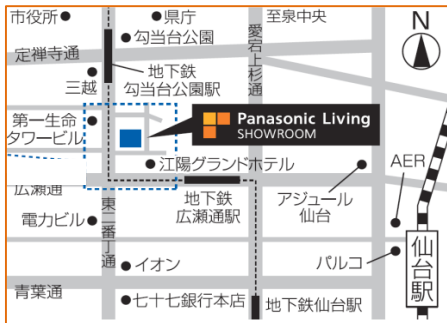 市役所
県庁
至泉中央
N
勾当台公園
定禅寺通
愛宕上杉通
三越
地下鉄
勾当台公園駅
第一生命
タワービル
Panasonic Living
SHOWROOM
江陽グランドホテル
AER
広瀬通
地下鉄
広瀬通駅
アジュール
仙台
電力ビル
東二番丁通
イオン
パルコ
仙台駅
青葉通
七十七銀行本店
地下鉄仙台駅